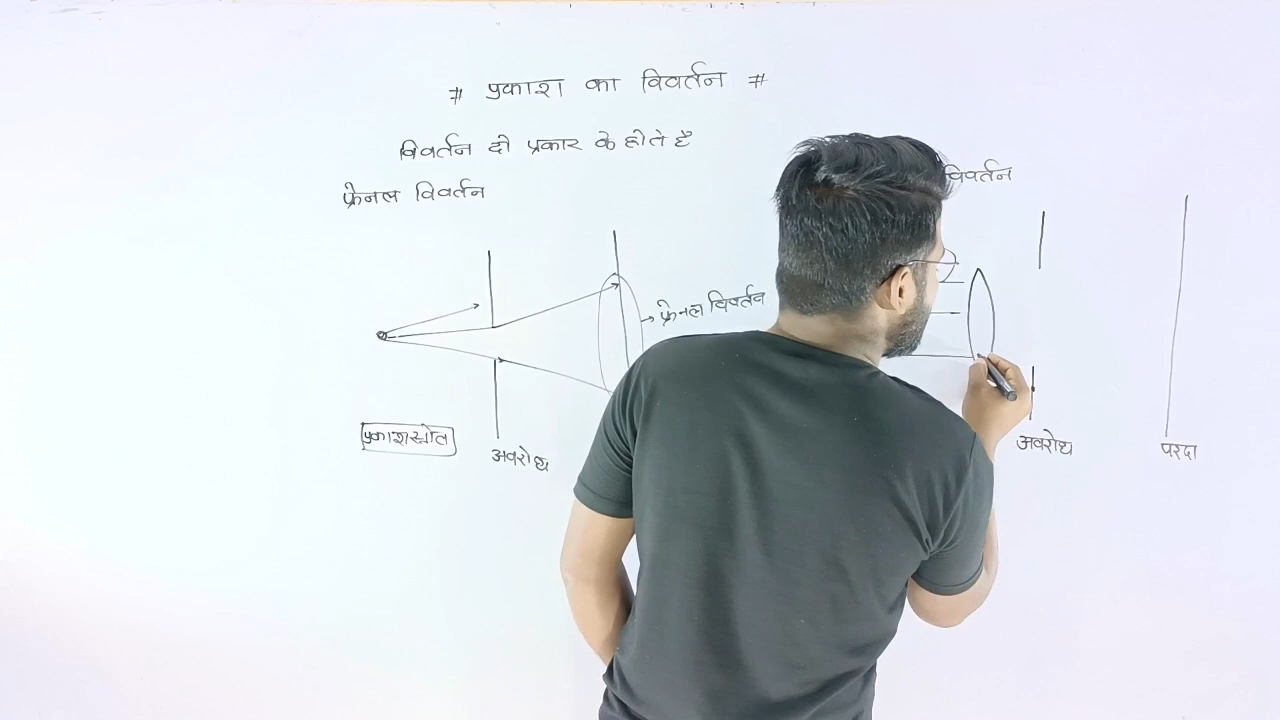 # प्रकाश का विवर्तन #
विवर्तन दो प्रकार के होते है
फ्रेनल विवर्तन
विवर्तन
फ्रेनल विवर्तन
प्रकाशस्रोत
अवरोध
अवरोध
परदा